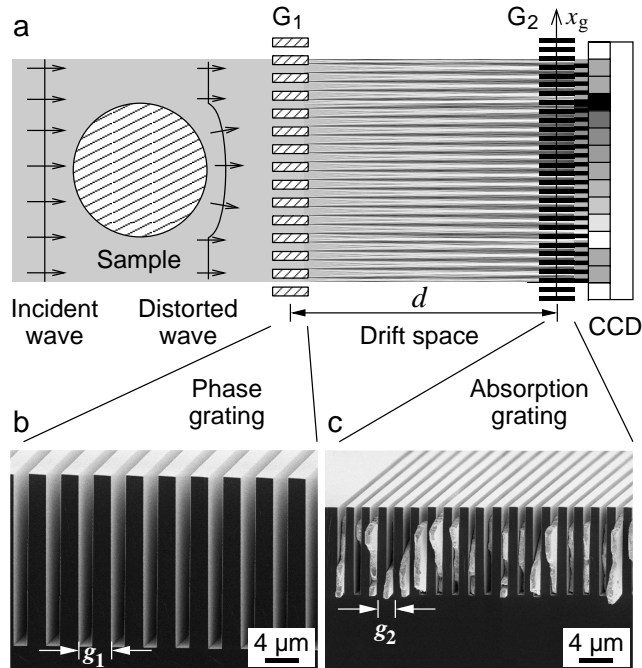 a
G1
G2
xg
Sample
Incident
wave
Distorted
wave
d
Drift space
CCD
Phase
grating
Absorption
grating
b
g1
4 µm
c
g2
4 µm